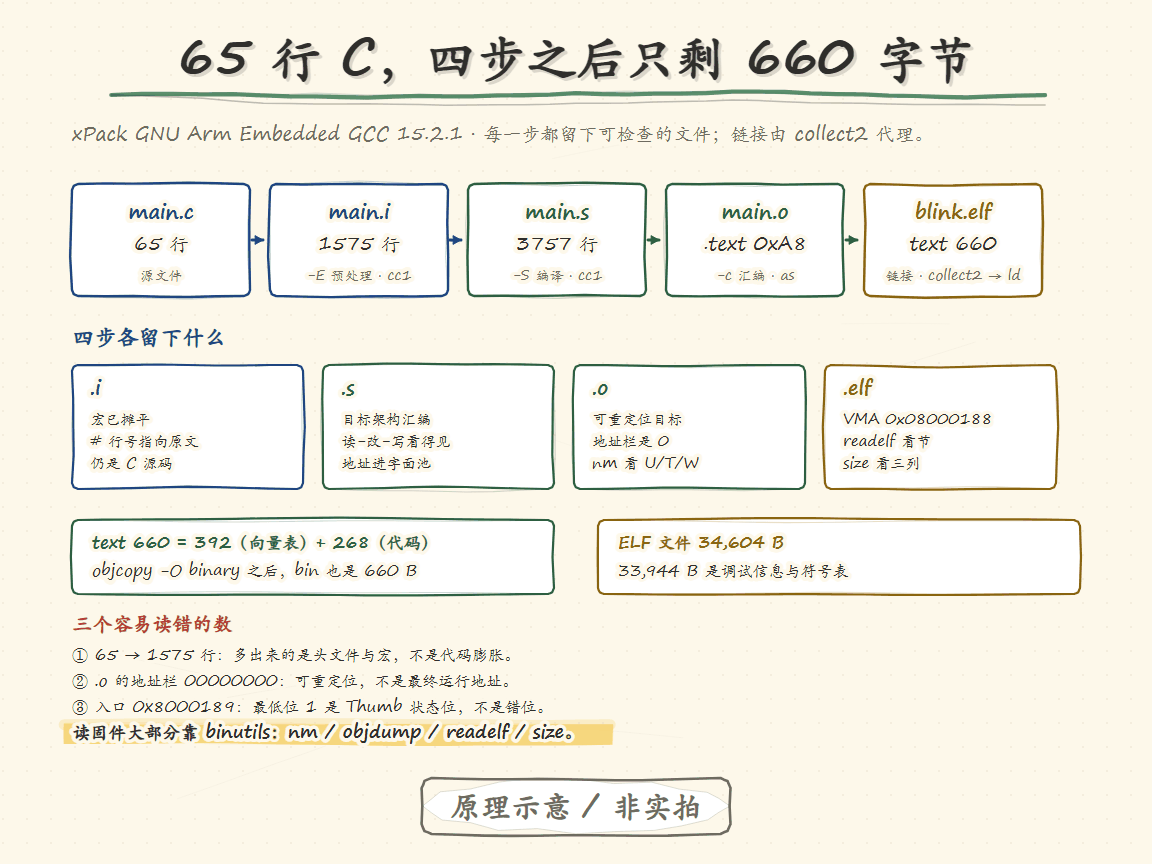 65 行 C，四步之后只剩 660 字节
xPack GNU Arm Embedded GCC 15.2.1 · 每一步都留下可检查的文件；链接由 collect2 代理。
main.c
65 行
源文件
main.i
1575 行
-E 预处理 · cc1
main.s
3757 行
-S 编译 · cc1
main.o
.text 0xA8
-c 汇编 · as
blink.elf
text 660
链接 · collect2 → ld
四步各留下什么
.i
宏已摊平
# 行号指向原文
仍是 C 源码
.s
目标架构汇编
读-改-写看得见
地址进字面池
.o
可重定位目标
地址栏是 0
nm 看 U/T/W
.elf
VMA 0x08000188
readelf 看节
size 看三列
text 660 = 392（向量表）+ 268（代码）
objcopy -O binary 之后，bin 也是 660 B
ELF 文件 34,604 B
33,944 B 是调试信息与符号表
三个容易读错的数
① 65 → 1575 行：多出来的是头文件与宏，不是代码膨胀。
② .o 的地址栏 00000000：可重定位，不是最终运行地址。
③ 入口 0x8000189：最低位 1 是 Thumb 状态位，不是错位。
读固件大部分靠 binutils：nm / objdump / readelf / size。
原理示意 / 非实拍